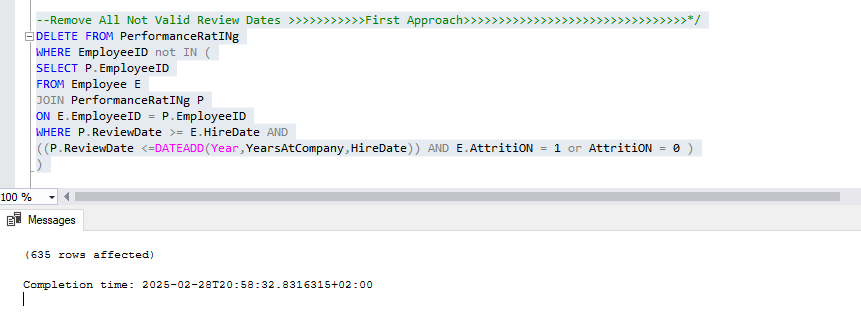 --Remove All Not Valid Review Dates >>>>>>>>>>>First Approach>>>>>>>>>>>>>>>>>>>>>>>>>>>>>>>>*/
DELETE FROM PerformanceRatINg
WHERE EmployeeID not IN (
SELECT P.EmployeeID
FROM Employee E
JOIN PerformanceRatINg P
ON E.EmployeeID = P.EmployeeID
WHERE P.ReviewDate >= E.HireDate AND
((P.ReviewDate <=DATEADD(Year,YearsAtCompany,HireDate)) AND E.AttritiON = 1 or AttritiON = 0 )
)
100 %
Messages
(635 rows affected)
Completion time: 2025-02-28T20:58:32.8316315+02:00